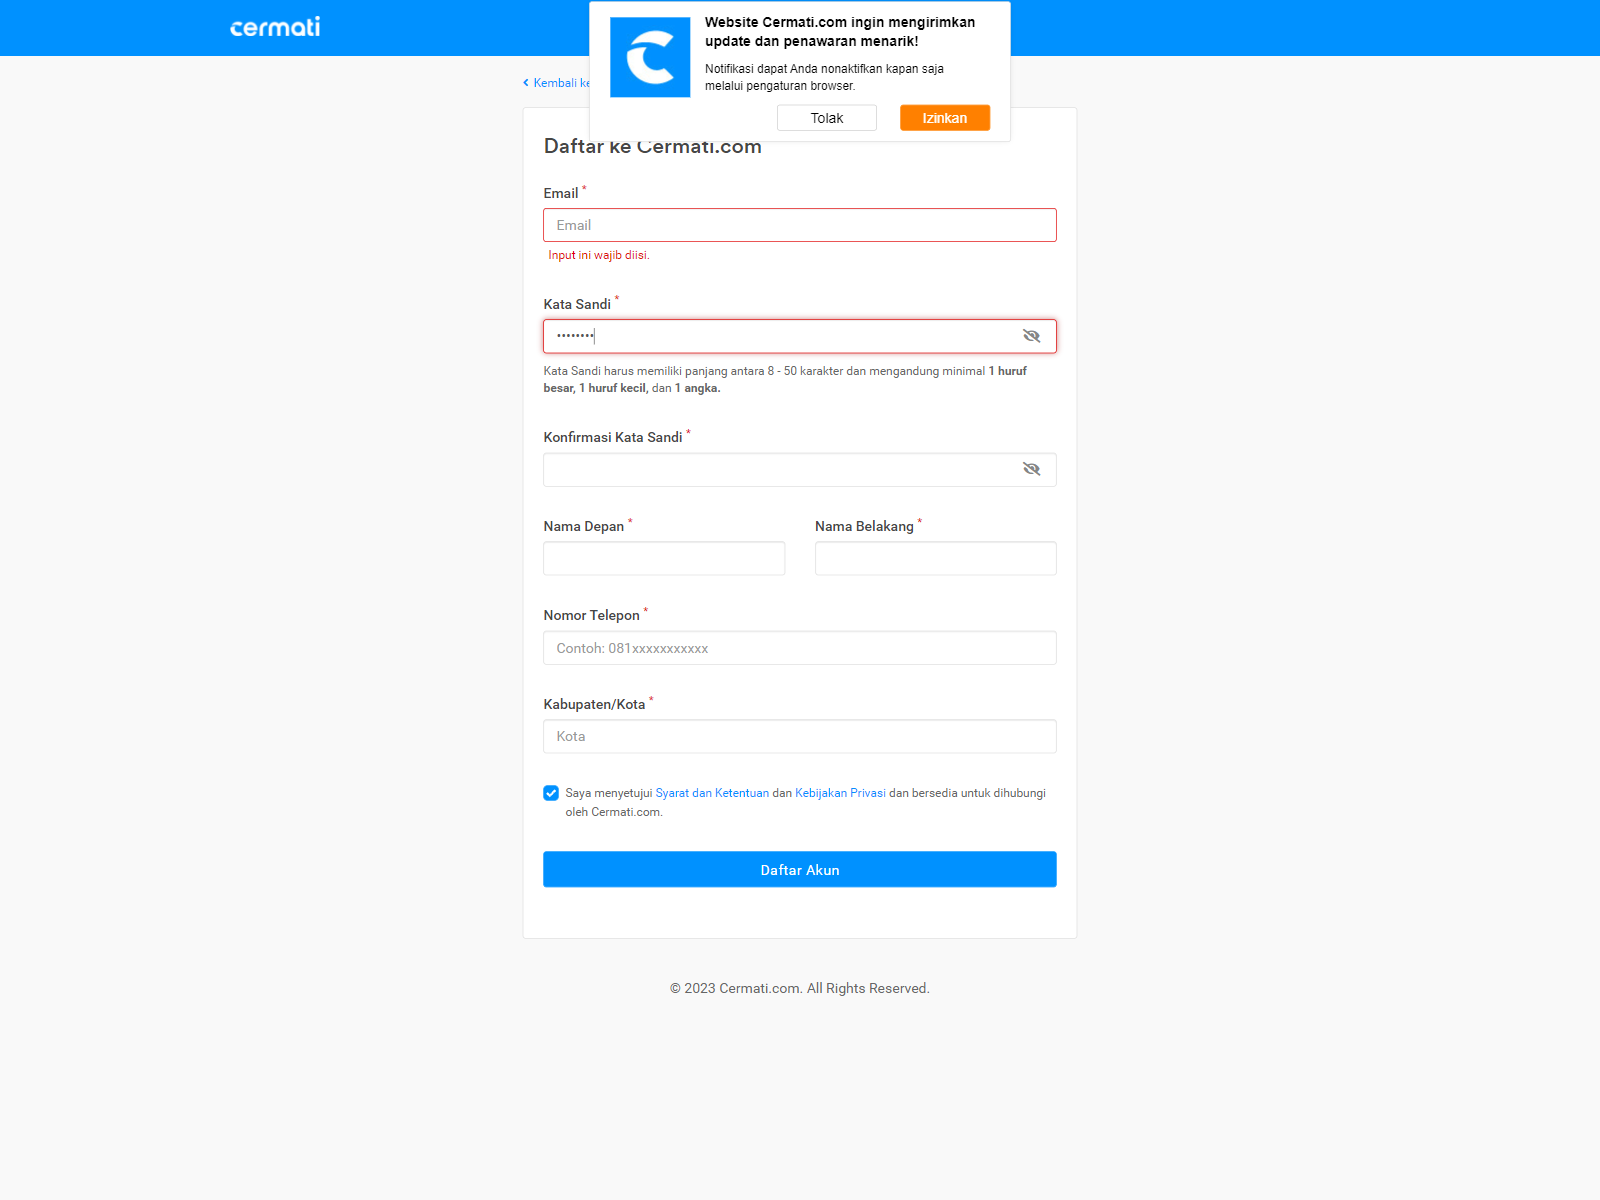 cermati
Website Cermati.com ingin mengirimkan
update dan penawaran menarik!
Notifikasi dapat Anda nonaktifkan kapan saja
melalui pengaturan browser.
Tolak
Izinkan
Kembali ke
Daftar ke Cermati.com
Email *
Email
Input ini wajib diisi.
Kata Sandi *
••••••••
Kata Sandi harus memiliki panjang antara 8 - 50 karakter dan mengandung minimal 1 huruf
besar, 1 huruf kecil, dan 1 angka.
Konfirmasi Kata Sandi *
Nama Depan *
Nama Belakang *
Nomor Telepon *
Contoh: 081xxxxxxxxxxx
Kabupaten/Kota *
Kota
Saya menyetujui Syarat dan Ketentuan dan Kebijakan Privasi dan bersedia untuk dihubungi
oleh Cermati.com.
Daftar Akun
© 2023 Cermati.com. All Rights Reserved.